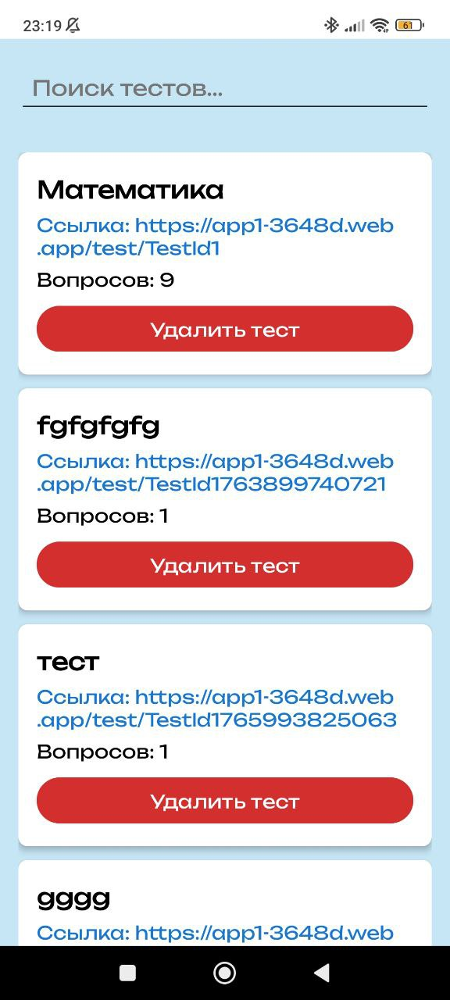 23:19
61
Поиск тестов...
Математика
Ссылка: https://app1-3648d.web
.app/test/TestId1
Вопросов: 9
Удалить тест
fgfgfgfg
Ссылка: https://app1-3648d.web
.app/test/TestId1763899740721
Вопросов: 1
Удалить тест
тест
Ссылка: https://app1-3648d.web
.app/test/TestId1765993825063
Вопросов: 1
Удалить тест
gggg
Ссылка: https://app1-3648d.web